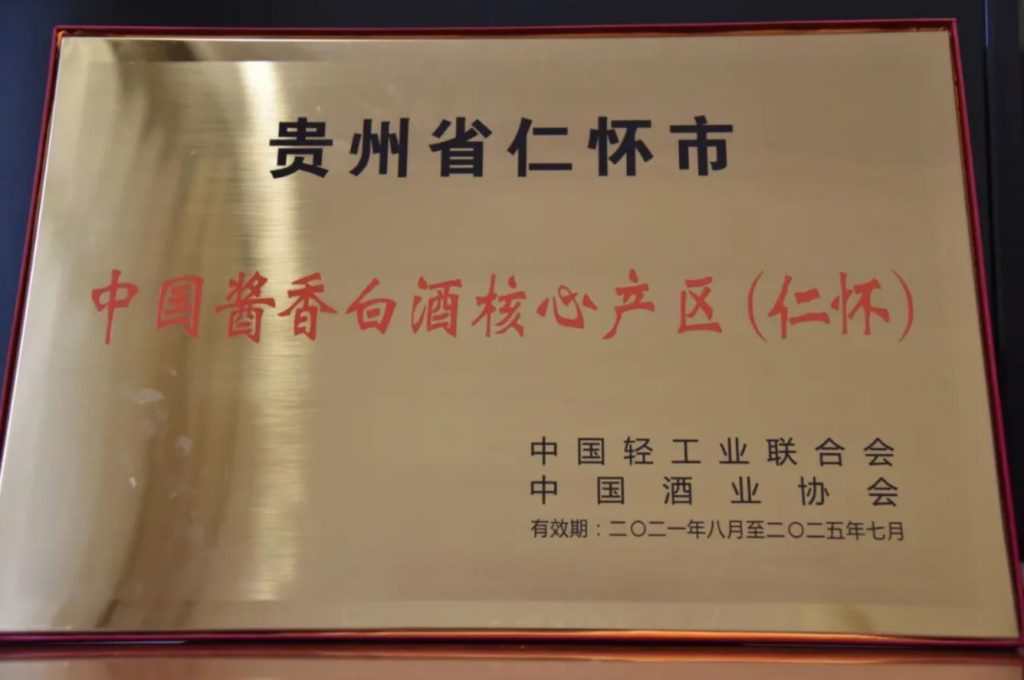 贵州省仁怀市
中国酱香白酒核心产区(仁怀)
中国轻工业联合会
中国酒业协会
有效期:二〇二一年八月至二〇二五年七月